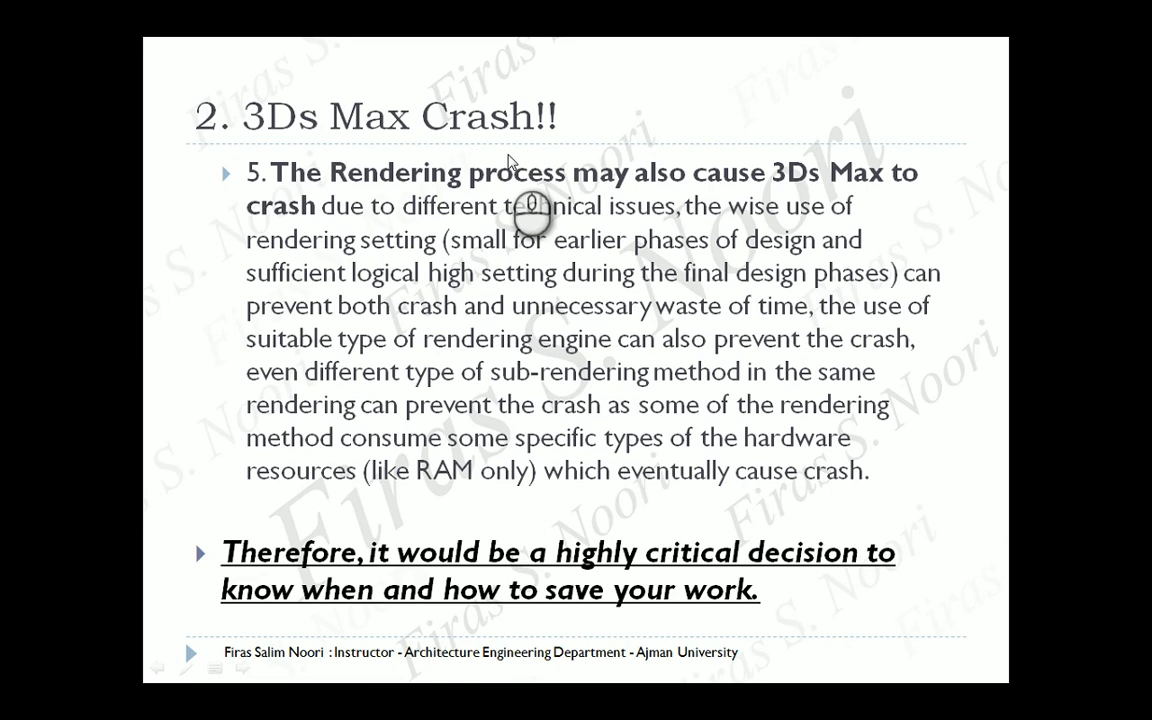 2. 3Ds Max Crash!!
5. The Rendering process may also cause 3Ds Max to
crash due to different technical issues, the wise use of
rendering setting (small for earlier phases of design and
sufficient logical high setting during the final design phases) can
prevent both crash and unnecessary waste of time, the use of
suitable type of rendering engine can also prevent the crash,
even different type of sub-rendering method in the same
rendering can prevent the crash as some of the rendering
method consume some specific types of the hardware
resources (like RAM only) which eventually cause crash.
Therefore, it would be a highly critical decision to
know when and how to save your work.
Firas Salim Noori : Instructor - Architecture Engineering Department - Ajman University
Firas S. Noori